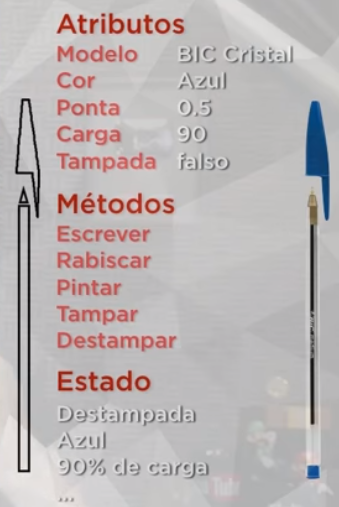 Atributos
Modelo BIC Cristal
Cor Azul
Ponta 0.5
Carga 90
Tampada falso
Métodos
Escrever
Rabiscar
Pintar
Tampar
Destampar
Estado
Destampada
Azul
90% de carga
...